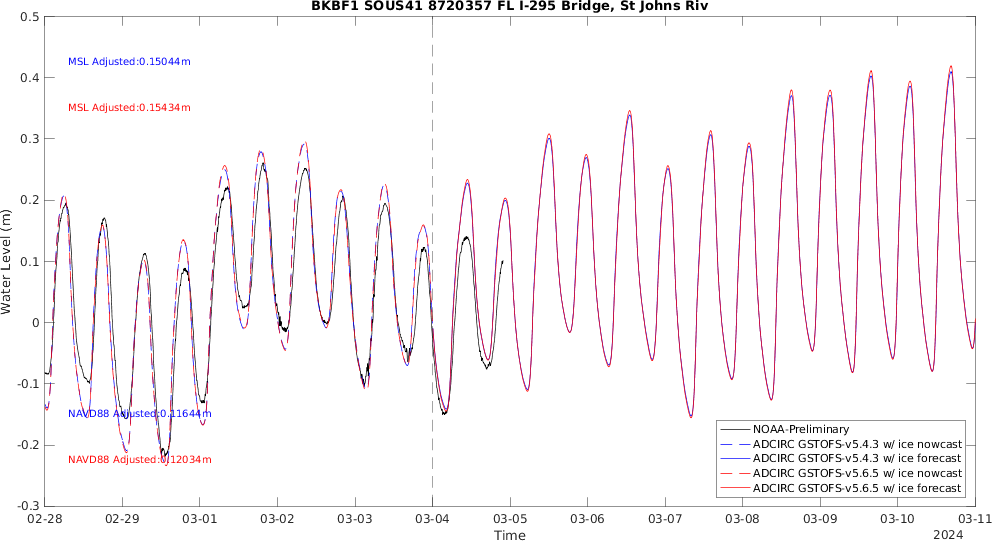 BKBF1 SOUS41 8720357 FL I-295 Bridge, St Johns Riv
0.5
0.4
0.3
0.2
0.1
0
-0.1
-0.2
-0.3
Water Level (m)
MSL Adjusted:0.15044m
MSL Adjusted:0.15434m
NAVD88 Adjusted:0.11644m
NAVD88 Adjusted:0.12034m
NOAA-Preliminary
ADCIRC GSTOFS-v5.4.3 w/ ice nowcast
ADCIRC GSTOFS-v5.4.3 w/ ice forecast
ADCIRC GSTOFS-v5.6.5 w/ ice nowcast
ADCIRC GSTOFS-v5.6.5 w/ ice forecast
02-28 02-29 03-01 03-02 03-03 03-04 03-05 03-06 03-07 03-08 03-09 03-10 03-11
Time
2024